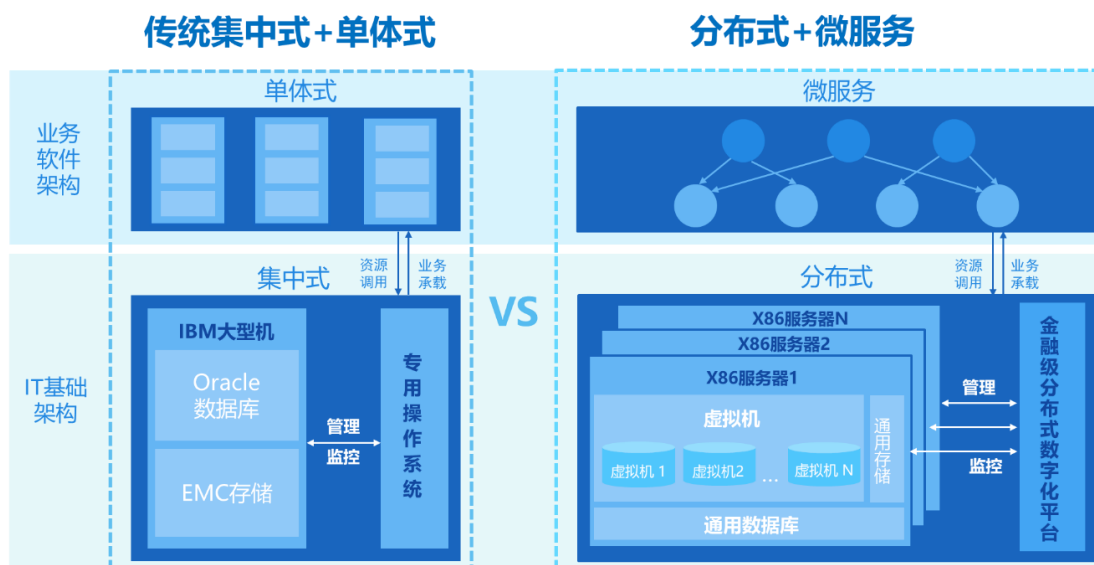 传统集中式+单体式
分布式+微服务
业务
软件
架构
单体式
微服务
资源
调用
业务
承载
资源
调用
业务
承载
VS
IT基础
架构
集中式
IBM大型机
Oracle
数据库
EMC存储
管理
监控
专用操作系统
分布式
X86服务器N
X86服务器2
X86服务器1
虚拟机
虚拟机 1
虚拟机2
...
虚拟机 N
通用存储
通用数据库
管理
监控
金融级分布式数字化平台